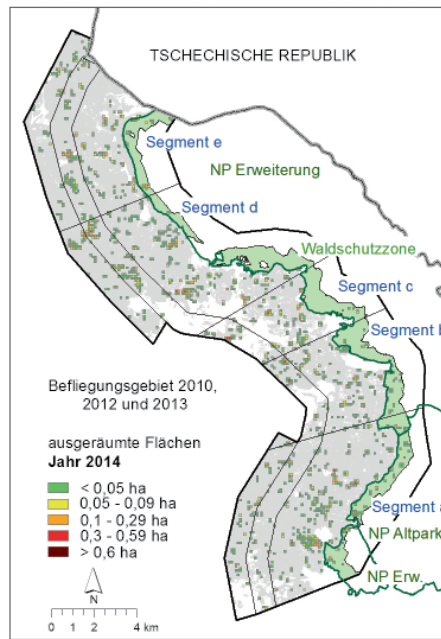 TSCHECHISCHE REPUBLIK
Segment e
NP Erweiterung
Segment d
Waldschutzzone
Segment c
Segment b
Befliegungsgebiet 2010,
2012 und 2013
ausgeräumte Flächen
Jahr 2014
< 0,05 ha
0,05 - 0,09 ha
0,1 - 0,29 ha
0,3 - 0,59 ha
> 0,6 ha
Segment a
NP Altpark
NP Erw.
N
0 1 2 4 km